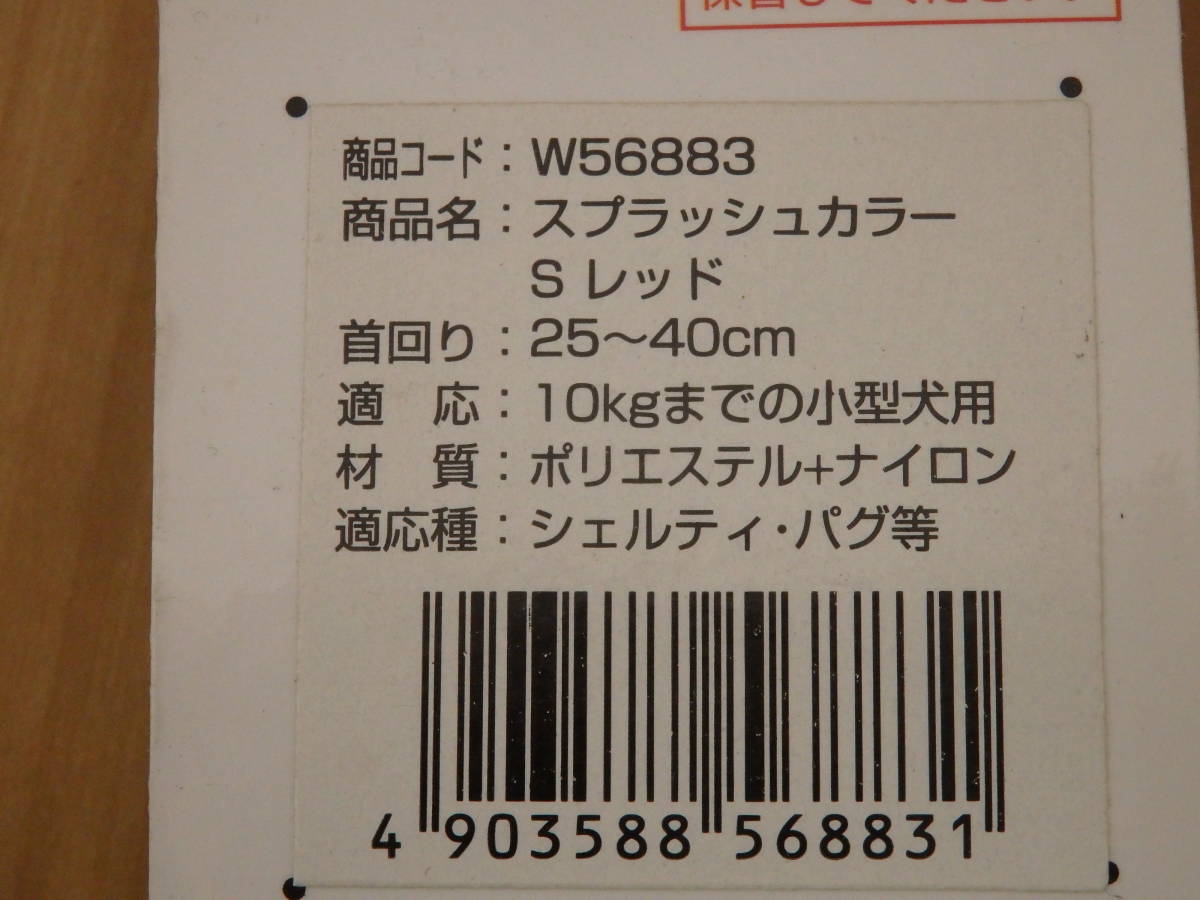 商品コード：W56883
商品名：スプラッシュカラー
S レッド
首回り：25～40cm
適　応：10kgまでの小型犬用
材　質：ポリエステル+ナイロン
適応種：シェルティ・パグ等
4 903588 568831